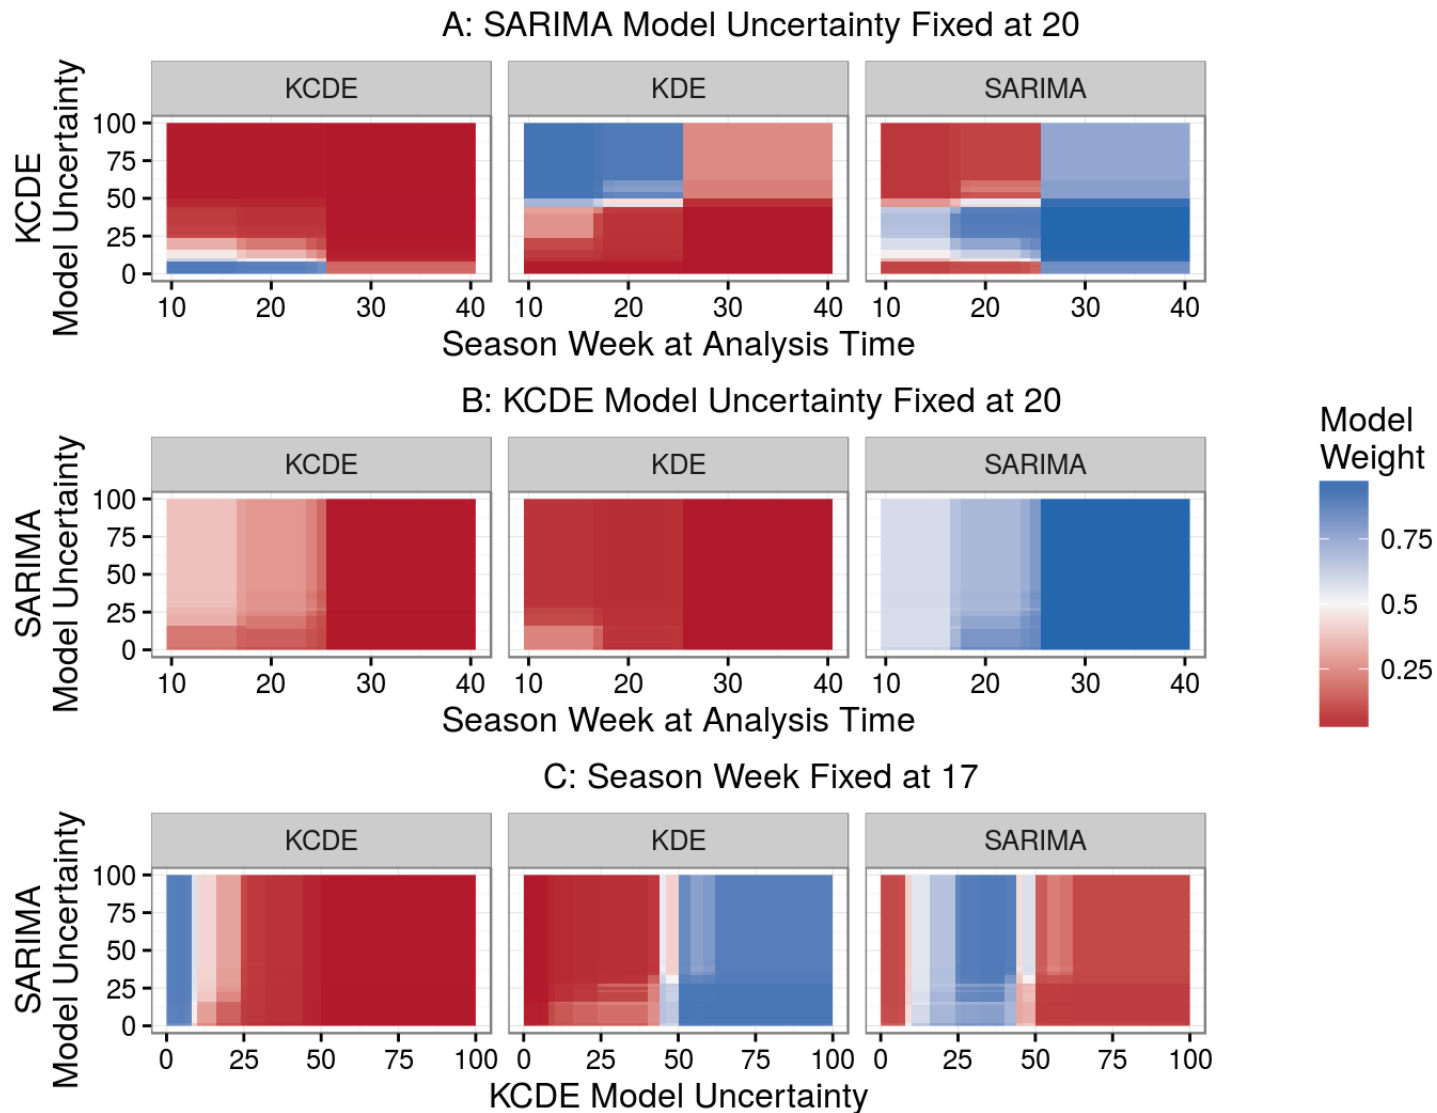 A: SARIMA Model Uncertainty Fixed at 20
KCDE KDE SARIMA
KCDE
Model Uncertainty
100
75
50
25
0
10 20 30 40 10 20 30 40 10 20 30 40
Season Week at Analysis Time
B: KCDE Model Uncertainty Fixed at 20
KCDE KDE SARIMA
SARIMA
Model Uncertainty
100
75
50
25
0
10 20 30 40 10 20 30 40 10 20 30 40
Season Week at Analysis Time
C: Season Week Fixed at 17
KCDE KDE SARIMA
SARIMA
Model Uncertainty
100
75
50
25
0
0 25 50 75 100 0 25 50 75 100 0 25 50 75 100
KCDE Model Uncertainty
Model
Weight
0.75
0.5
0.25